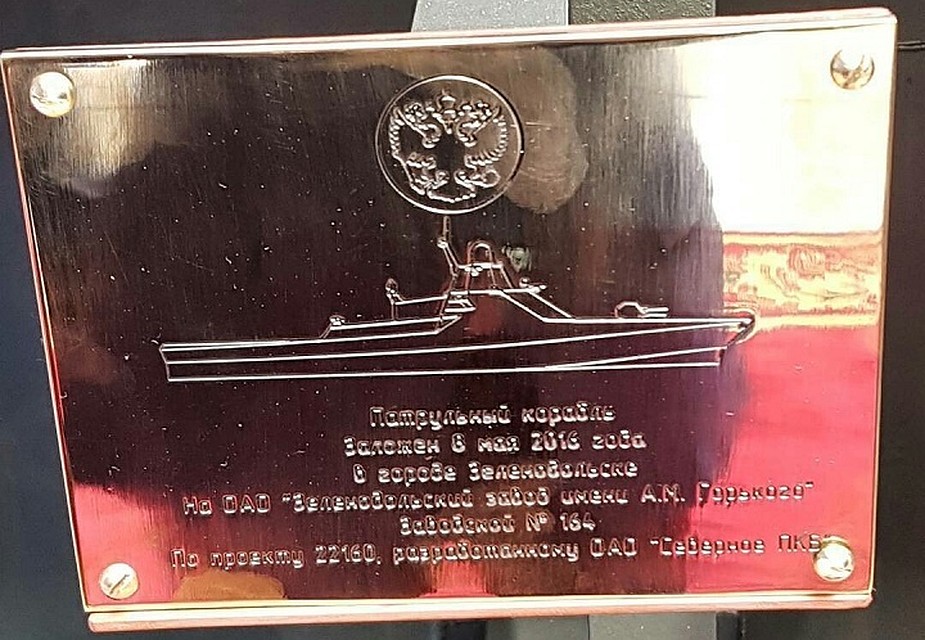 Патрульный корабль
Заложен 8 мая 2016 года
в городе Зеленодольске
На ОАО "Зеленодольский завод имени А.М. Горького"
Заводской № 164
По проекту 22160, разработанному ОАО "Северное ПКБ"